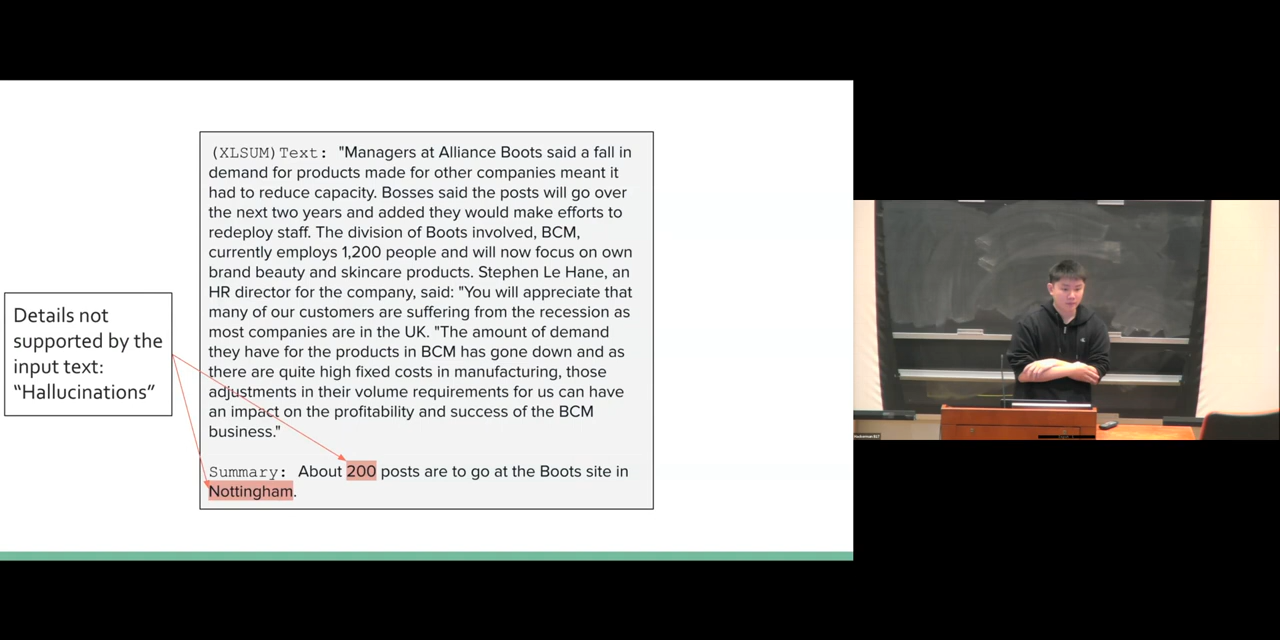 (XLSUM)Text: "Managers at Alliance Boots said a fall in
demand for products made for other companies meant it
had to reduce capacity. Bosses said the posts will go over
the next two years and added they would make efforts to
redeploy staff. The division of Boots involved, BCM,
currently employs 1,200 people and will now focus on own
brand beauty and skincare products. Stephen Le Hane, an
HR director for the company, said: "You will appreciate that
many of our customers are suffering from the recession as
most companies are in the UK. "The amount of demand
they have for the products in BCM has gone down and as
there are quite high fixed costs in manufacturing, those
adjustments in their volume requirements for us can have
an impact on the profitability and success of the BCM
business."
Summary: About 200 posts are to go at the Boots site in
Nottingham.
Details not
supported by the
input text:
“Hallucinations”